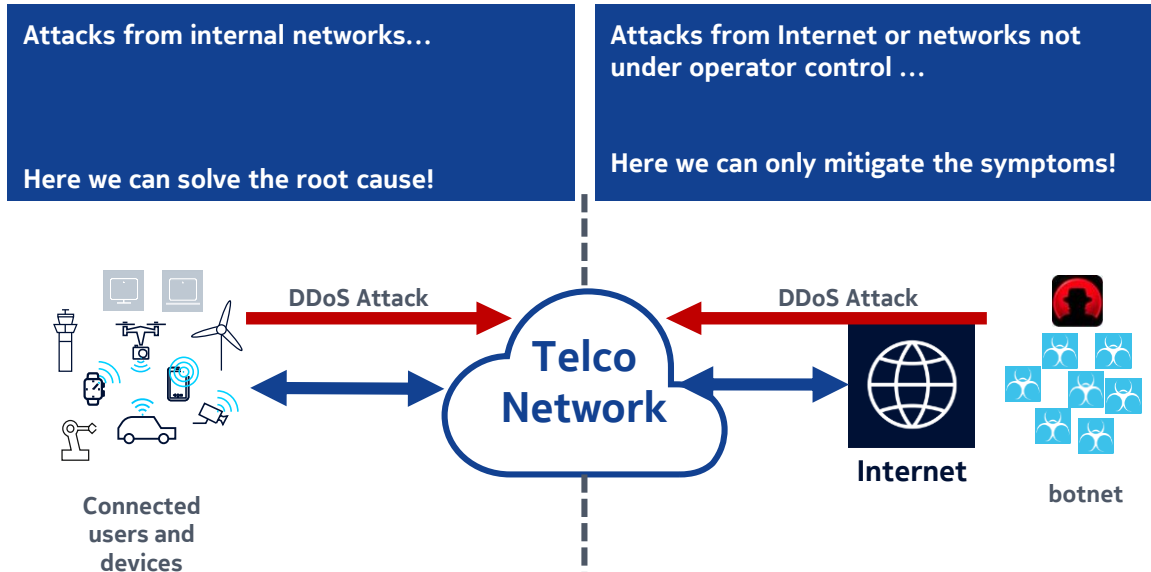 Attacks from internal networks…
Here we can solve the root cause!
Attacks from Internet or networks not
under operator control …
Here we can only mitigate the symptoms!
DDoS Attack
DDoS Attack
Telco
Network
Internet
Connected
users and
devices
botnet